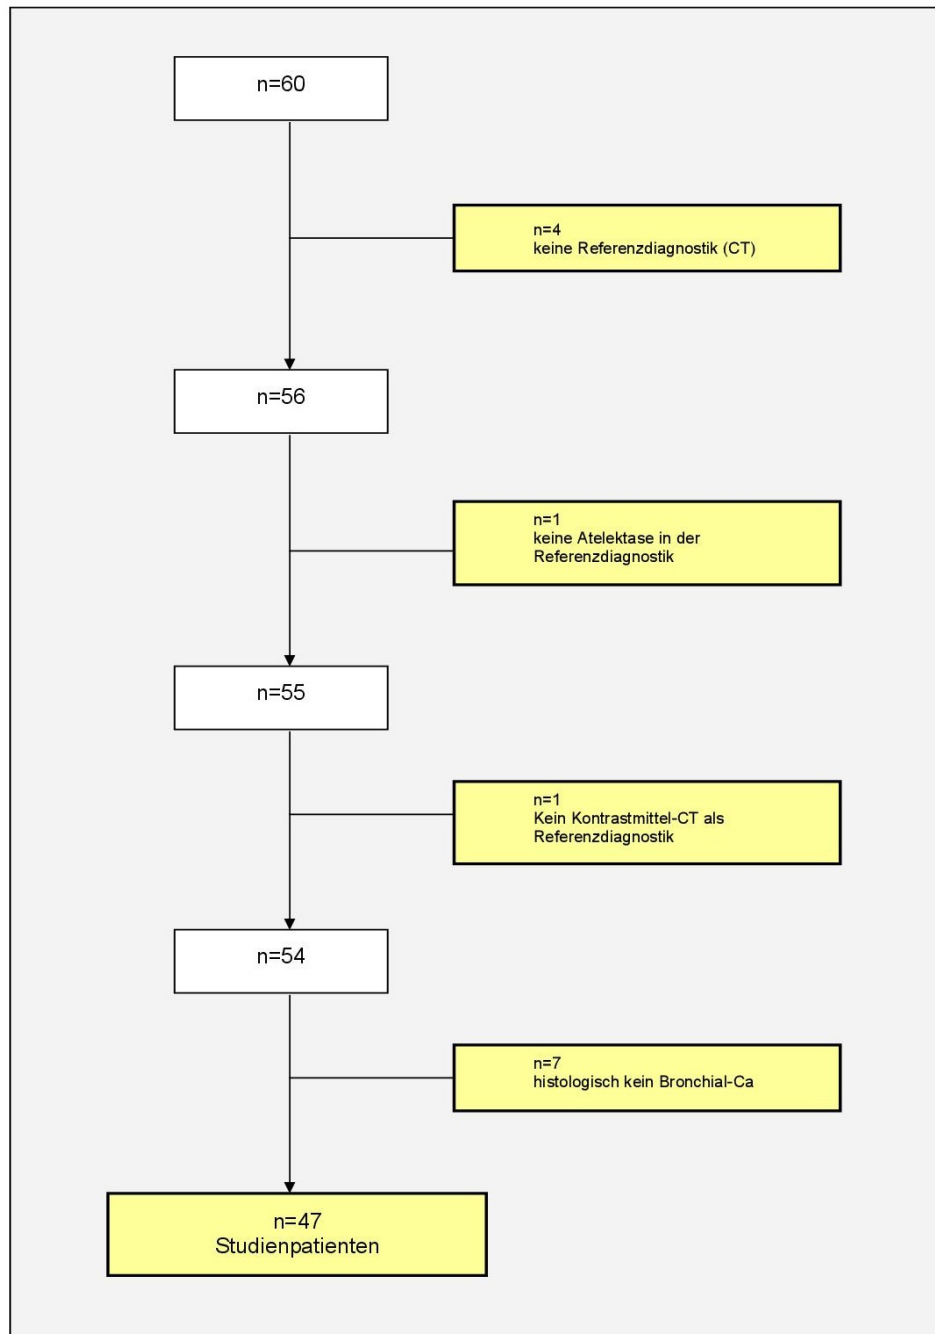 n=60
n=4
keine Referenzdiagnostik (CT)
n=56
n=1
keine Atelektase in der
Referenzdiagnostik
n=55
n=1
Kein Kontrastmittel-CT als
Referenzdiagnostik
n=54
n=7
histologisch kein Bronchial-Ca
n=47
Studienpatienten